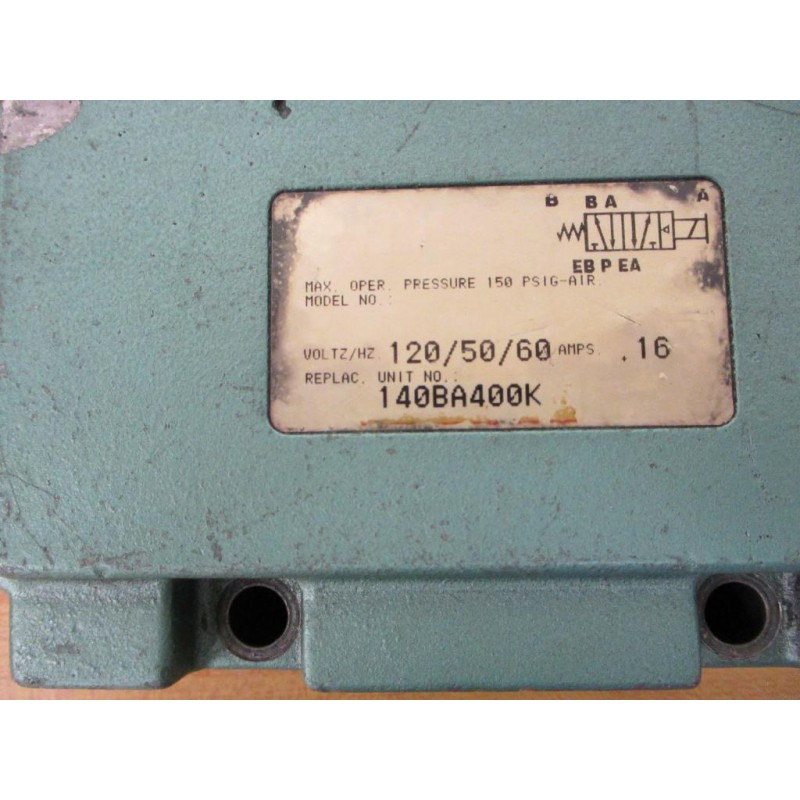 B BA A
EB P EA
MAX. OPER. PRESSURE 150 PSIG-AIR.
MODEL NO.:
VOLTZ/HZ 120/50/60 AMPS. .16
REPLAC. UNIT NO.:
140BA400K